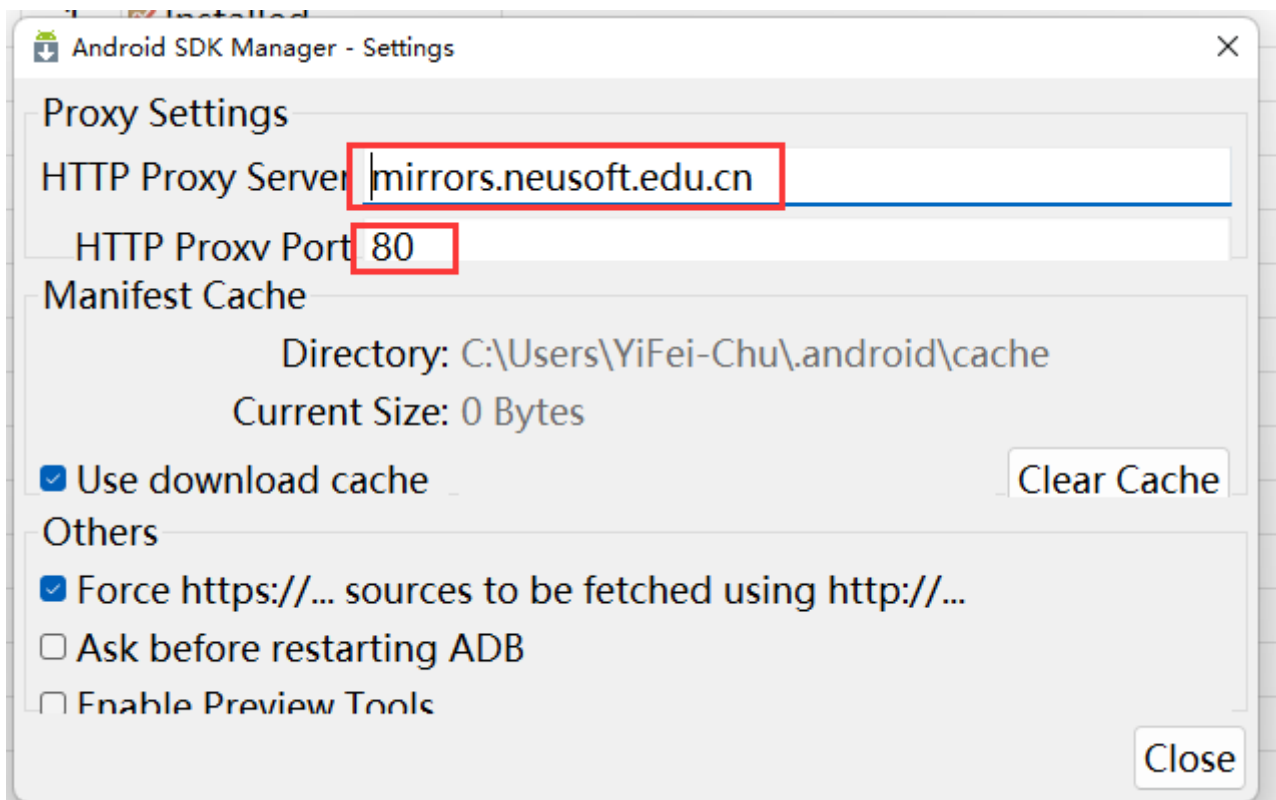 Installed
Android SDK Manager - Settings
Proxy Settings
HTTP Proxy Server mirrors.neusoft.edu.cn
HTTP Proxy Port 80
Manifest Cache
Directory: C:\Users\YiFei-Chu\.android\cache
Current Size: 0 Bytes
Use download cache
Clear Cache
Others
Force https://... sources to be fetched using http://...
Ask before restarting ADB
Enable Preview Tools
Close